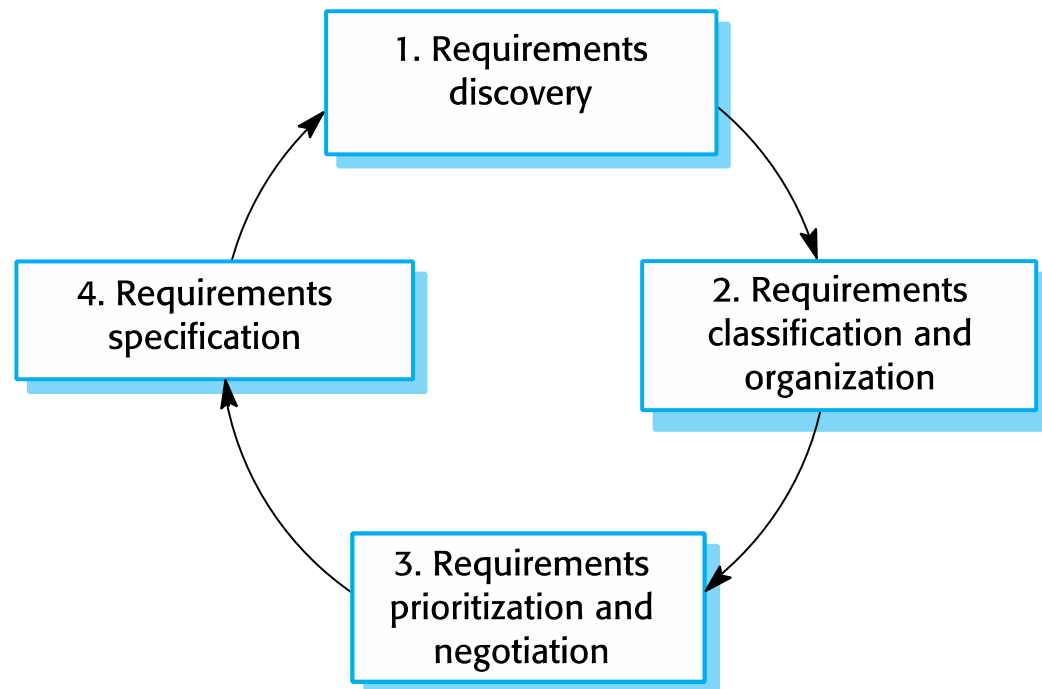 1. Requirements
discovery
2. Requirements
classification and
organization
3. Requirements
prioritization and
negotiation
4. Requirements
specification